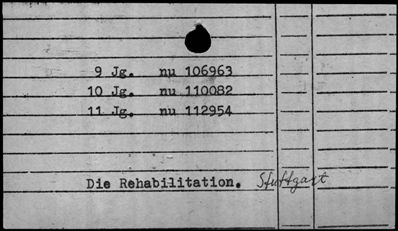 9 Jg. nu 106963
10 Jg. nu 110082
11 Jg. nu 112954
Die Rehabilitation. Stuttgart